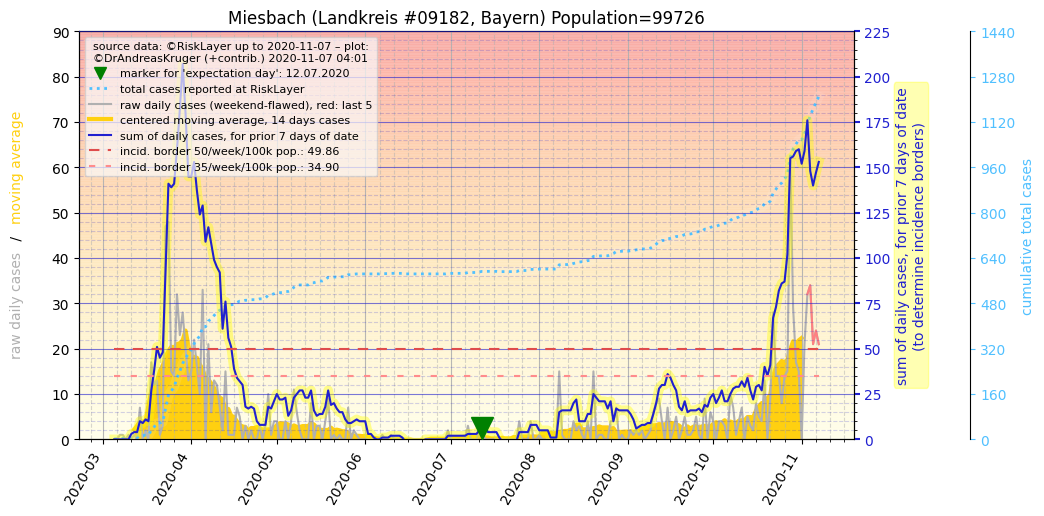 Miesbach (Landkreis #09182, Bayern) Population=99726
source data: ©RiskLayer up to 2020-11-07 – plot:
©DrAndreasKruger (+contrib.) 2020-11-07 04:01
marker for 'expectation day': 12.07.2020
total cases reported at RiskLayer
raw daily cases (weekend-flawed), red: last 5
centered moving average, 14 days cases
sum of daily cases, for prior 7 days of date
incid. border 50/week/100k pop.: 49.86
incid. border 35/week/100k pop.: 34.90
raw daily cases / moving average
90
80
70
60
50
40
30
20
10
0
2020-03
2020-04
2020-05
2020-06
2020-07
2020-08
2020-09
2020-10
2020-11
225
200
175
150
125
100
75
50
25
0
sum of daily cases, for prior 7 days of date
(to determine incidence borders)
1440
1280
1120
960
800
640
480
320
160
0
cumulative total cases